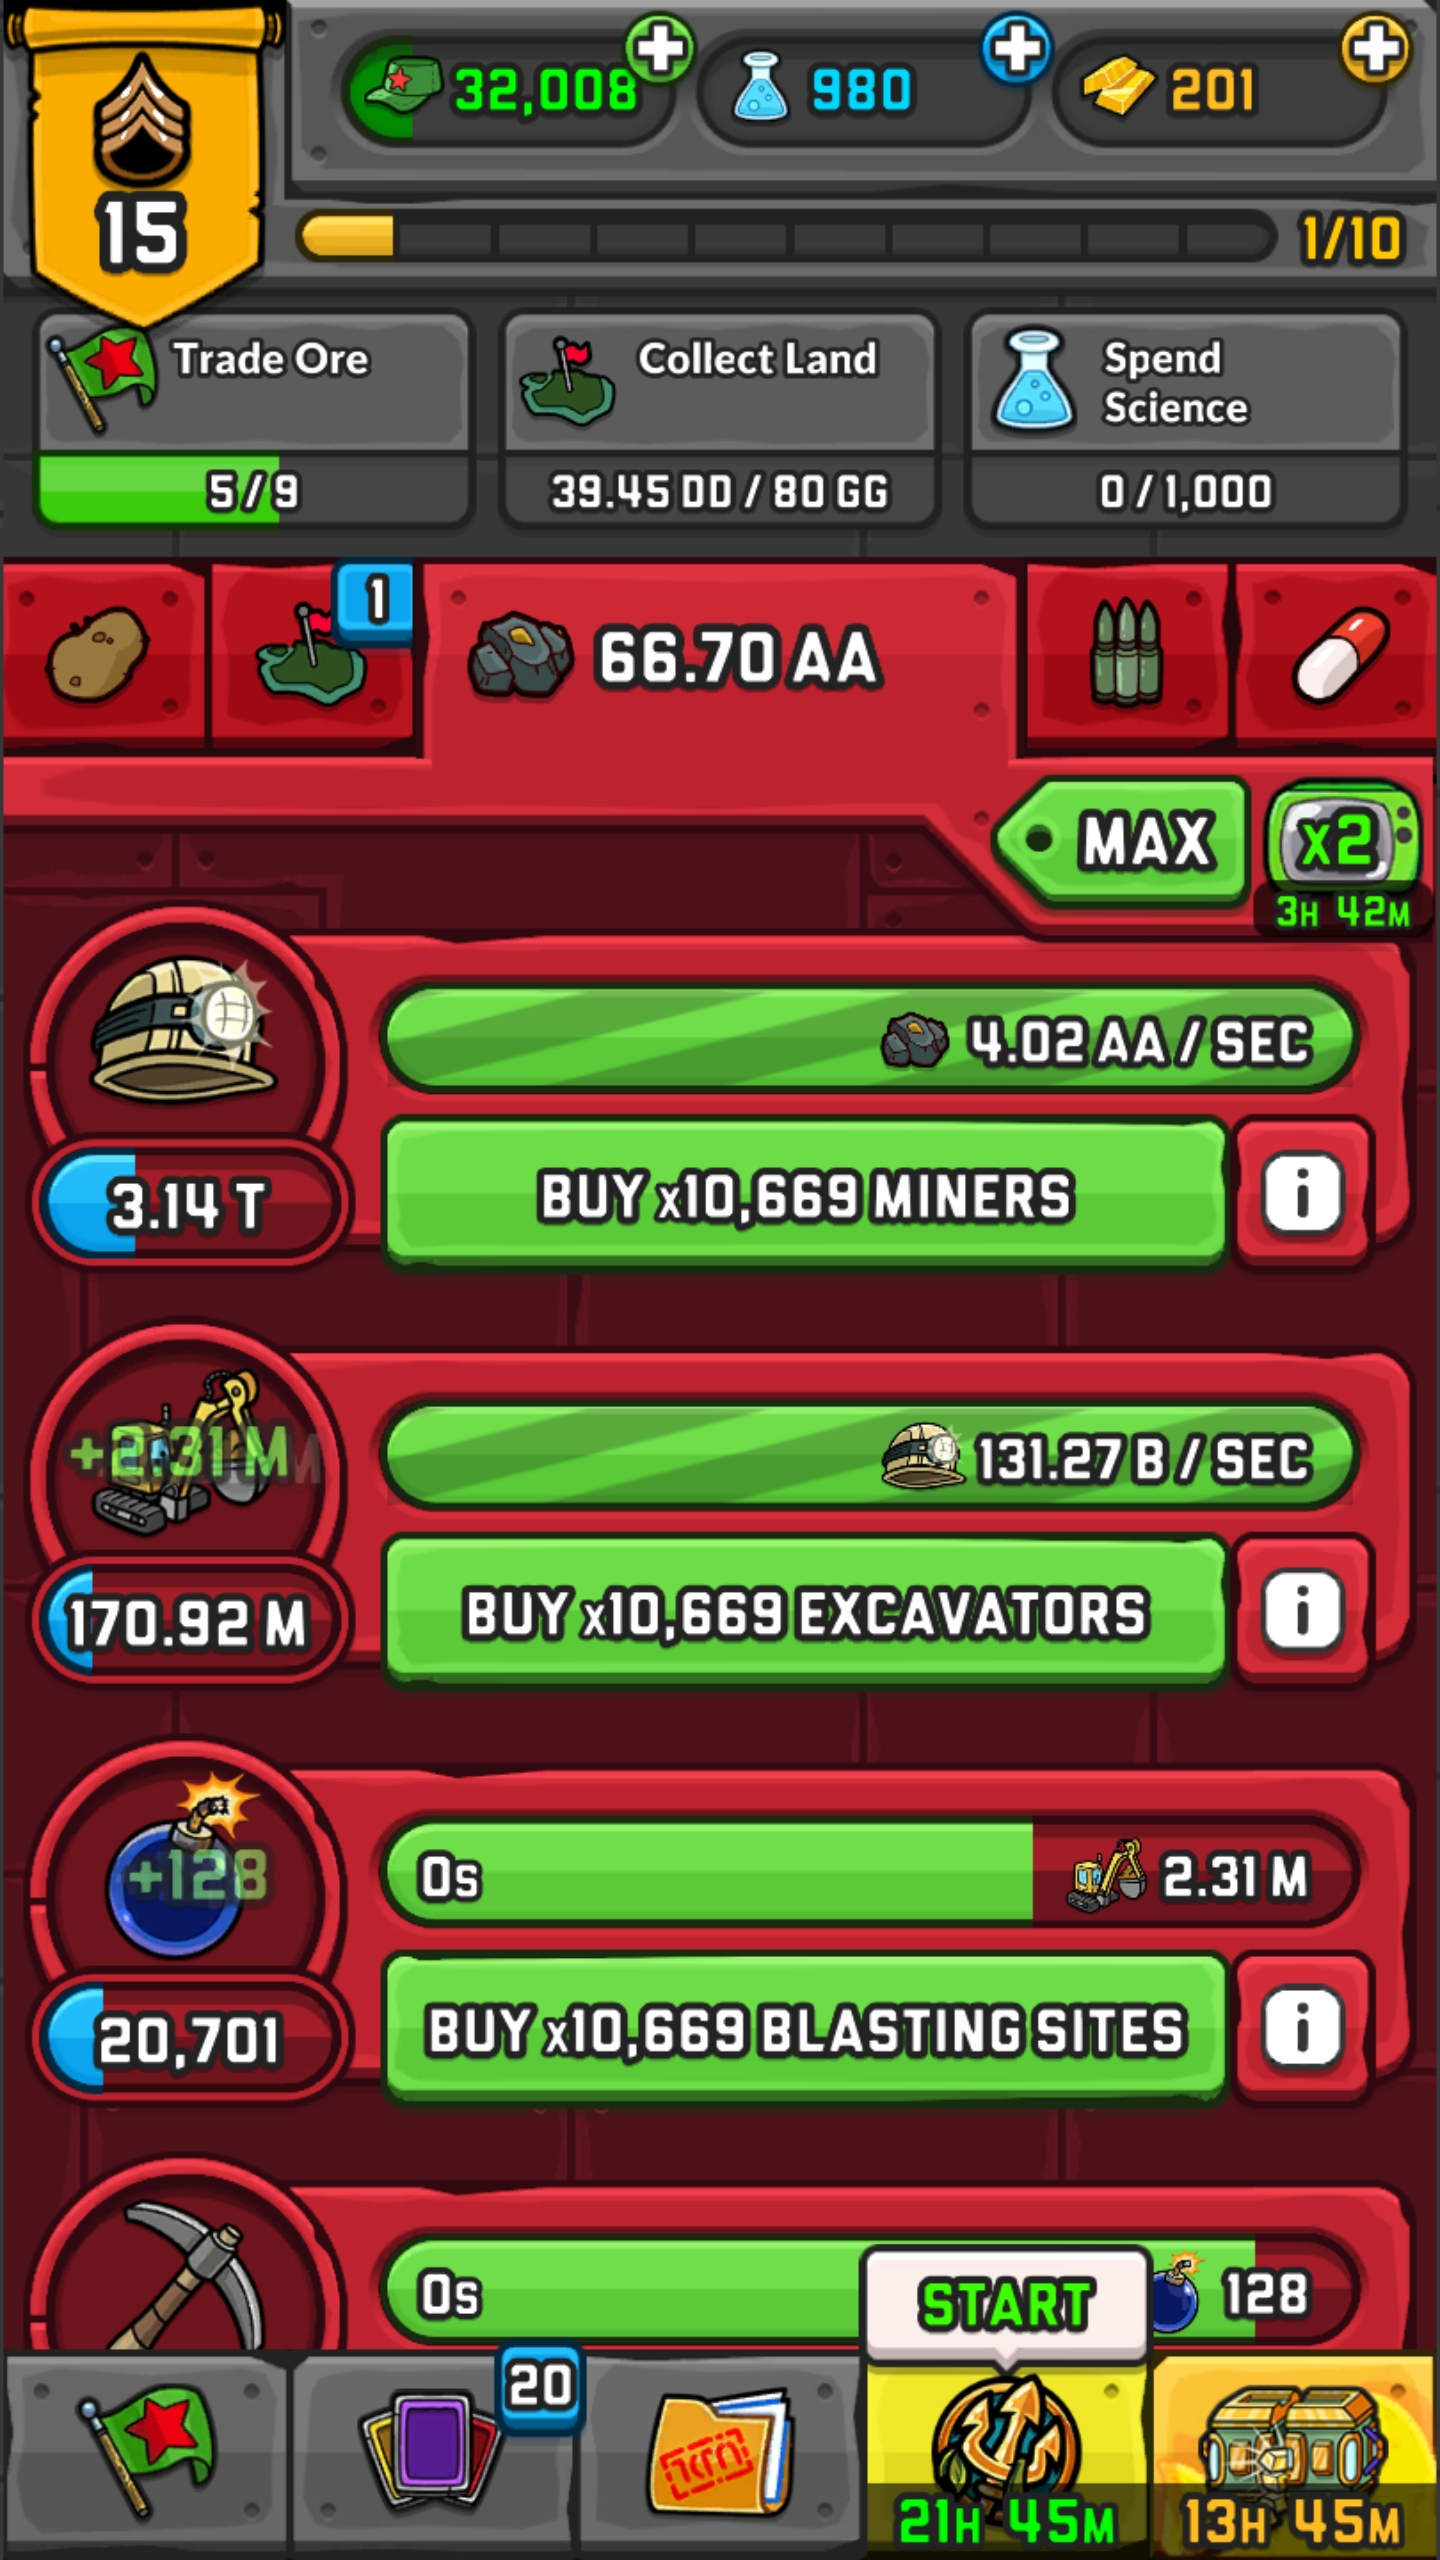 32,008
980
201
15
1/10
Trade Ore
5/9
Collect Land
39.45 DD / 80 GG
Spend
Science
0 / 1,000
1
66.70 AA
MAX
x2
3H 42M
4.02 AA / SEC
3.14 T
BUY x10,669 MINERS
i
+2.31 M
131.27 B / SEC
170.92 M
BUY x10,669 EXCAVATORS
i
+128
0s
2.31 M
20,701
BUY x10,669 BLASTING SITES
i
0s
128
START
20
21H 45M
13H 45M